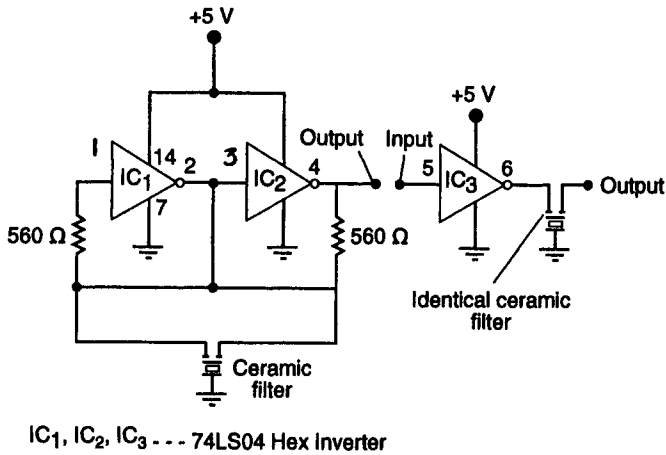 +5 V
+5 V
Output
Input
1
14
2
3
4
5
6
IC1
IC2
IC3
Output
7
560 Ω
560 Ω
Identical ceramic
filter
Ceramic
filter
IC1, IC2, IC3 - - - 74LS04 Hex Inverter